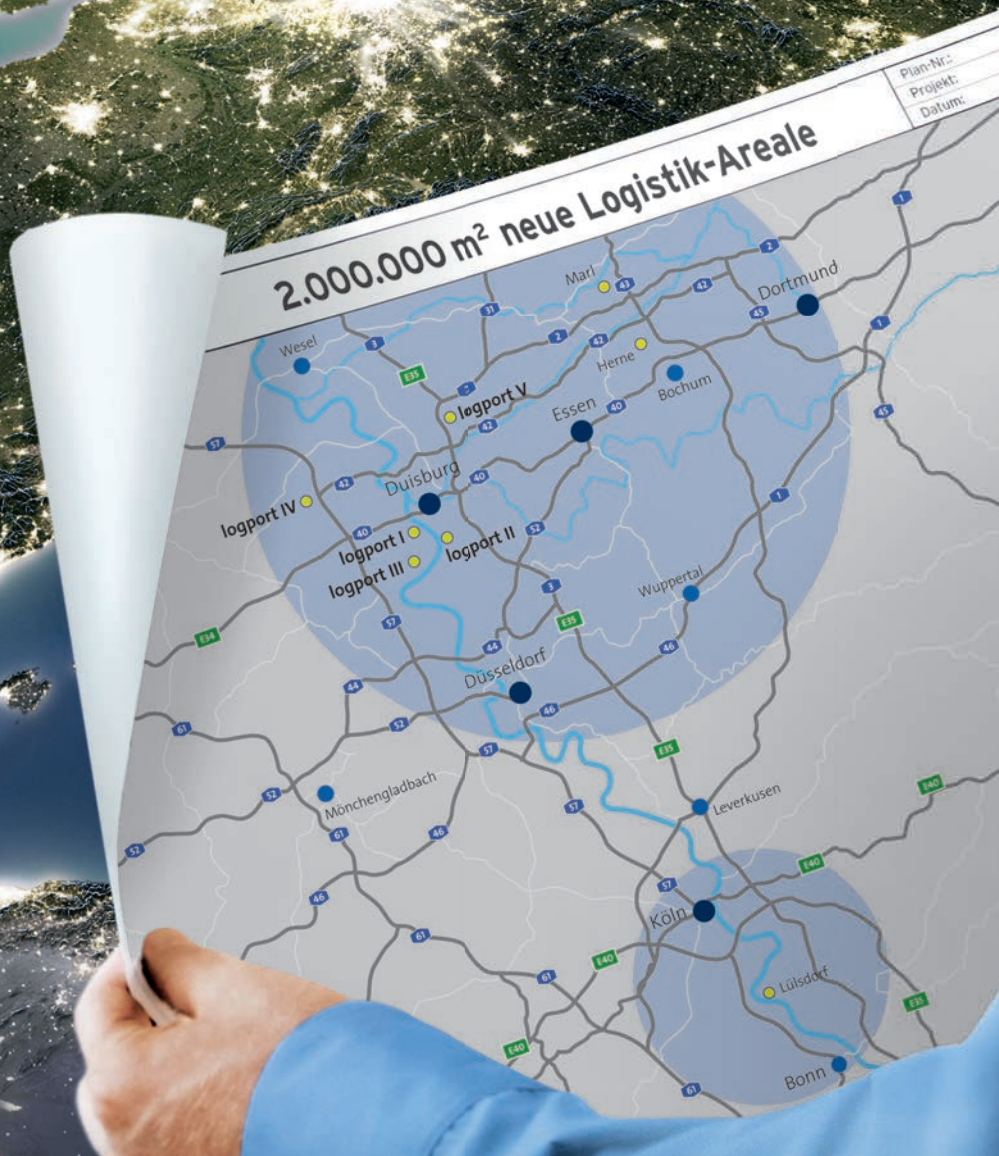 Plan-Nr.:
Projekt:
Datum:
2.000.000 m² neue Logistik-Areale
1
2
Marl
43
42
Dortmund
31
45
1
Wesel
3
2
42
Herne
E35
Bochum
logport V
40
45
42
Essen
57
42
Duisburg
40
1
logport IV
40
52
logport I
logport II
logport III
3
Wuppertal
57
E35
E34
44
46
Düsseldorf
44
46
61
52
57
E35
Mönchengladbach
52
57
Leverkusen
E40
61
46
52
E40
57
46
Köln
61
E40
61
Lülsdorf
E35
E40
Bonn
61